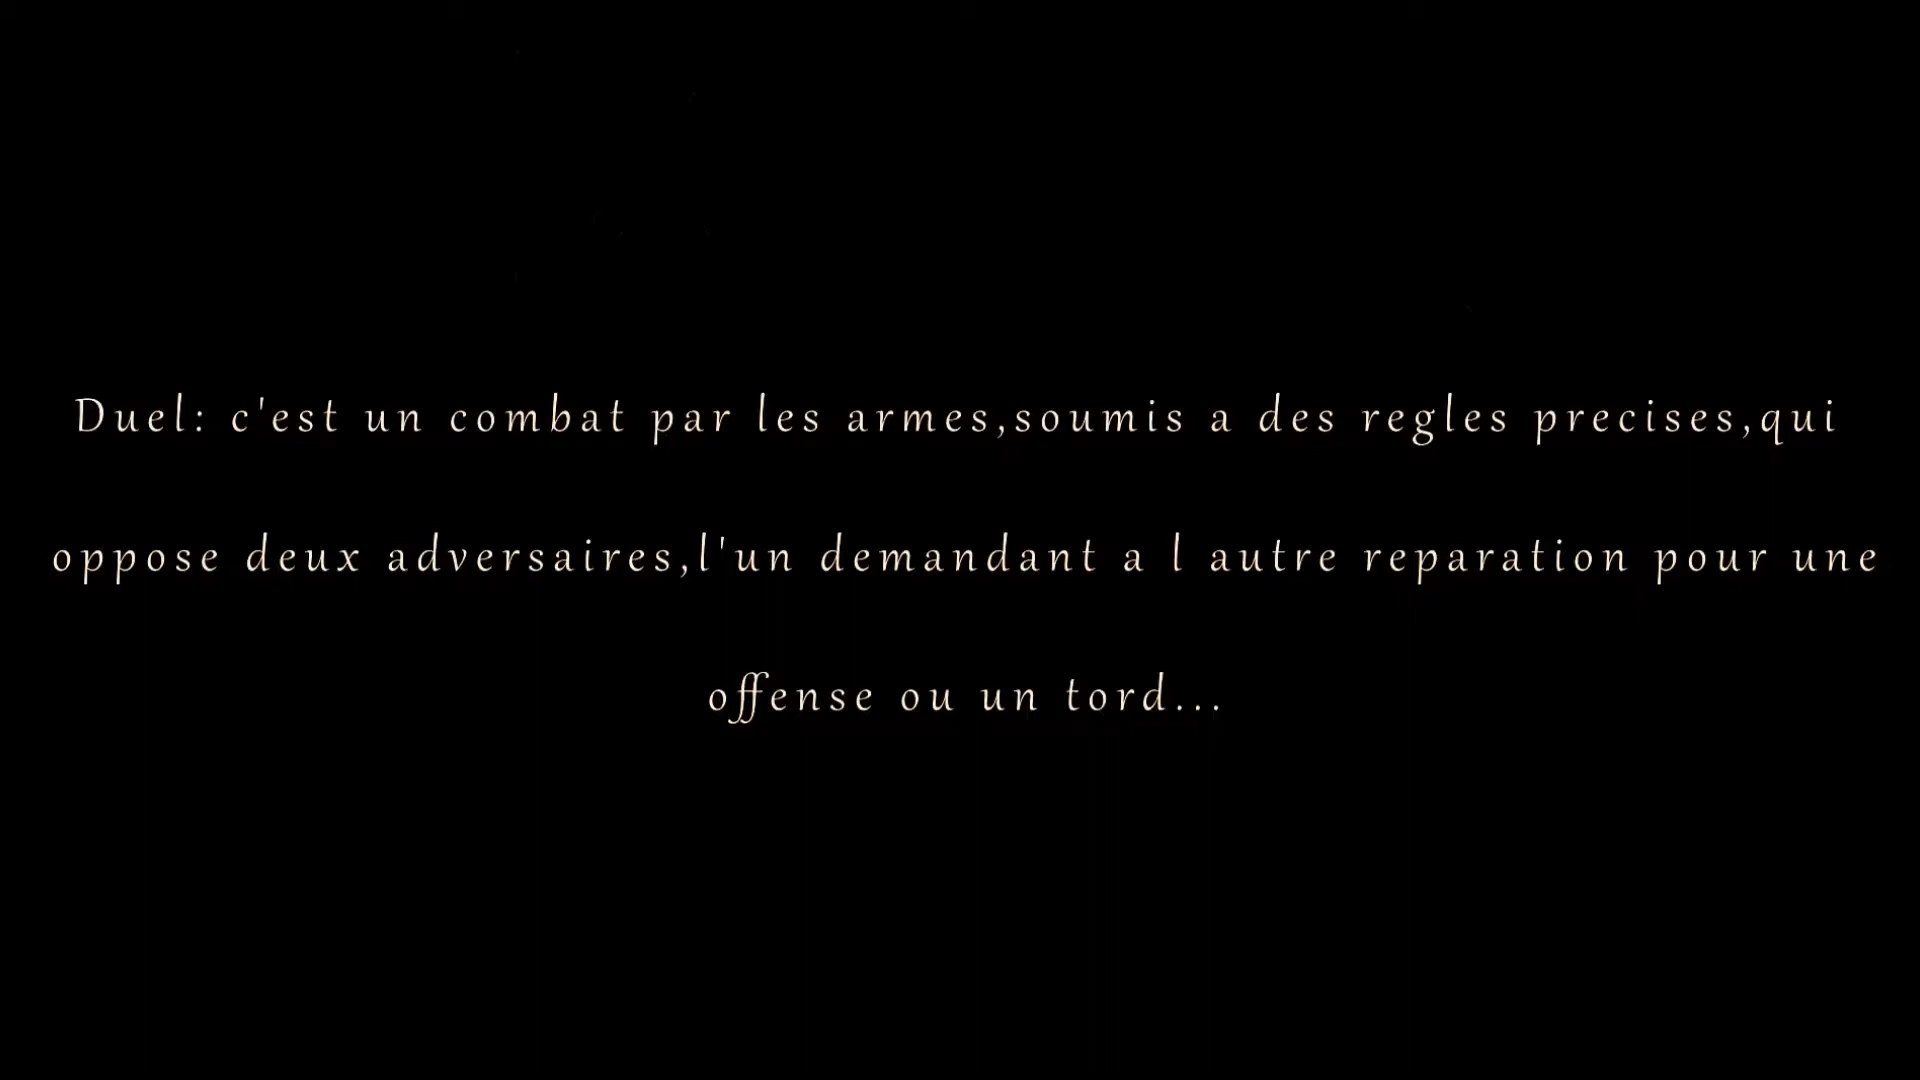 Duel: c'est un combat par les armes,soumis a des regles precises,qui
oppose deux adversaires,l'un demandant a l autre reparation pour une
offense ou un tord...